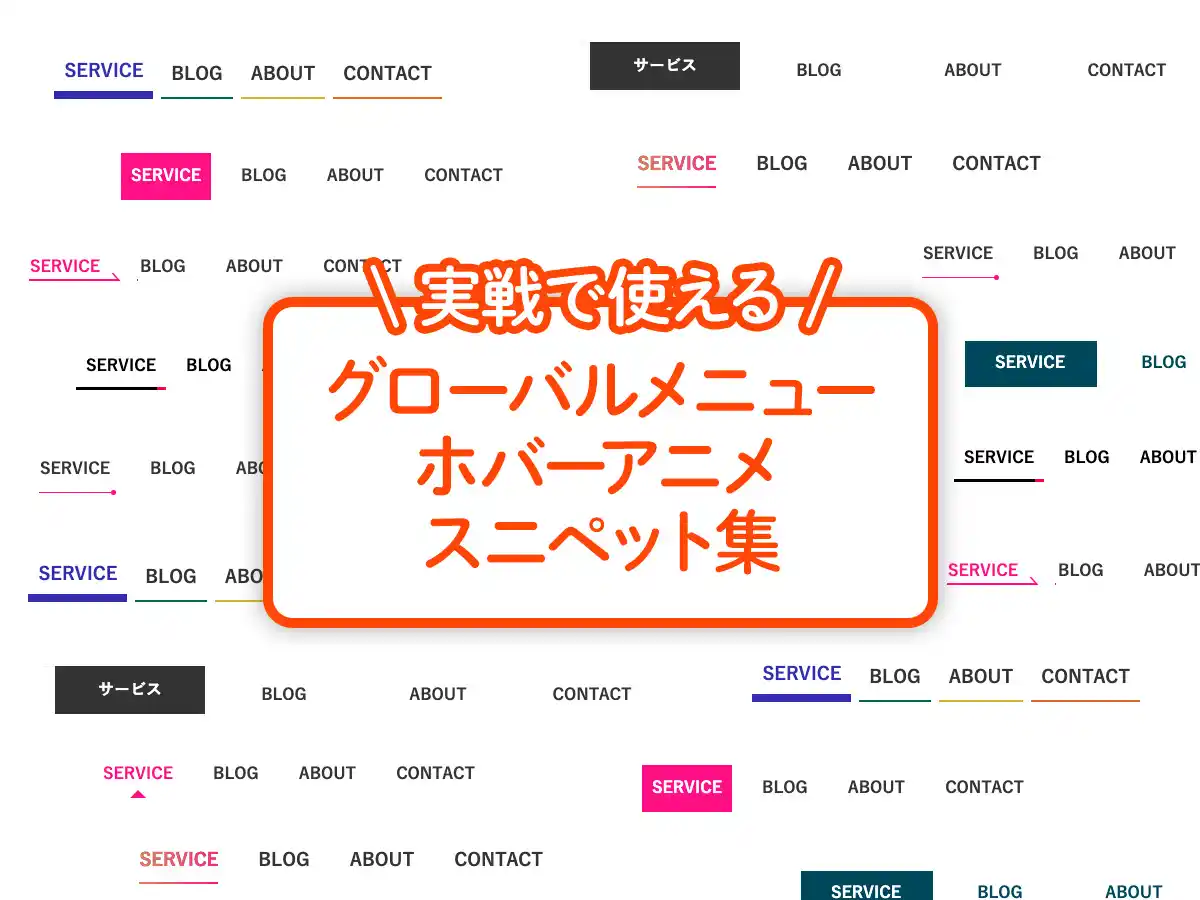 SERVICE BLOG ABOUT CONTACT
サービス BLOG ABOUT CONTACT
SERVICE BLOG ABOUT CONTACT
SERVICE BLOG ABOUT CONTACT
SERVICE BLOG ABOUT CONTACT
SERVICE BLOG ABOUT
\ 実戦で使える /
グローバルメニュー
ホバーアニメ
スニペット集
SERVICE BLOG
SERVICE BLOG
SERVICE BLOG ABOUT
SERVICE BLOG AB
SERVICE BLOG ABOUT
SERVICE BLOG ABO
サービス BLOG ABOUT CONTACT
SERVICE BLOG ABOUT CONTACT
SERVICE BLOG ABOUT CONTACT
SERVICE BLOG ABOUT CONTACT
SERVICE BLOG ABOUT CONTACT
SERVICE BLOG ABOUT